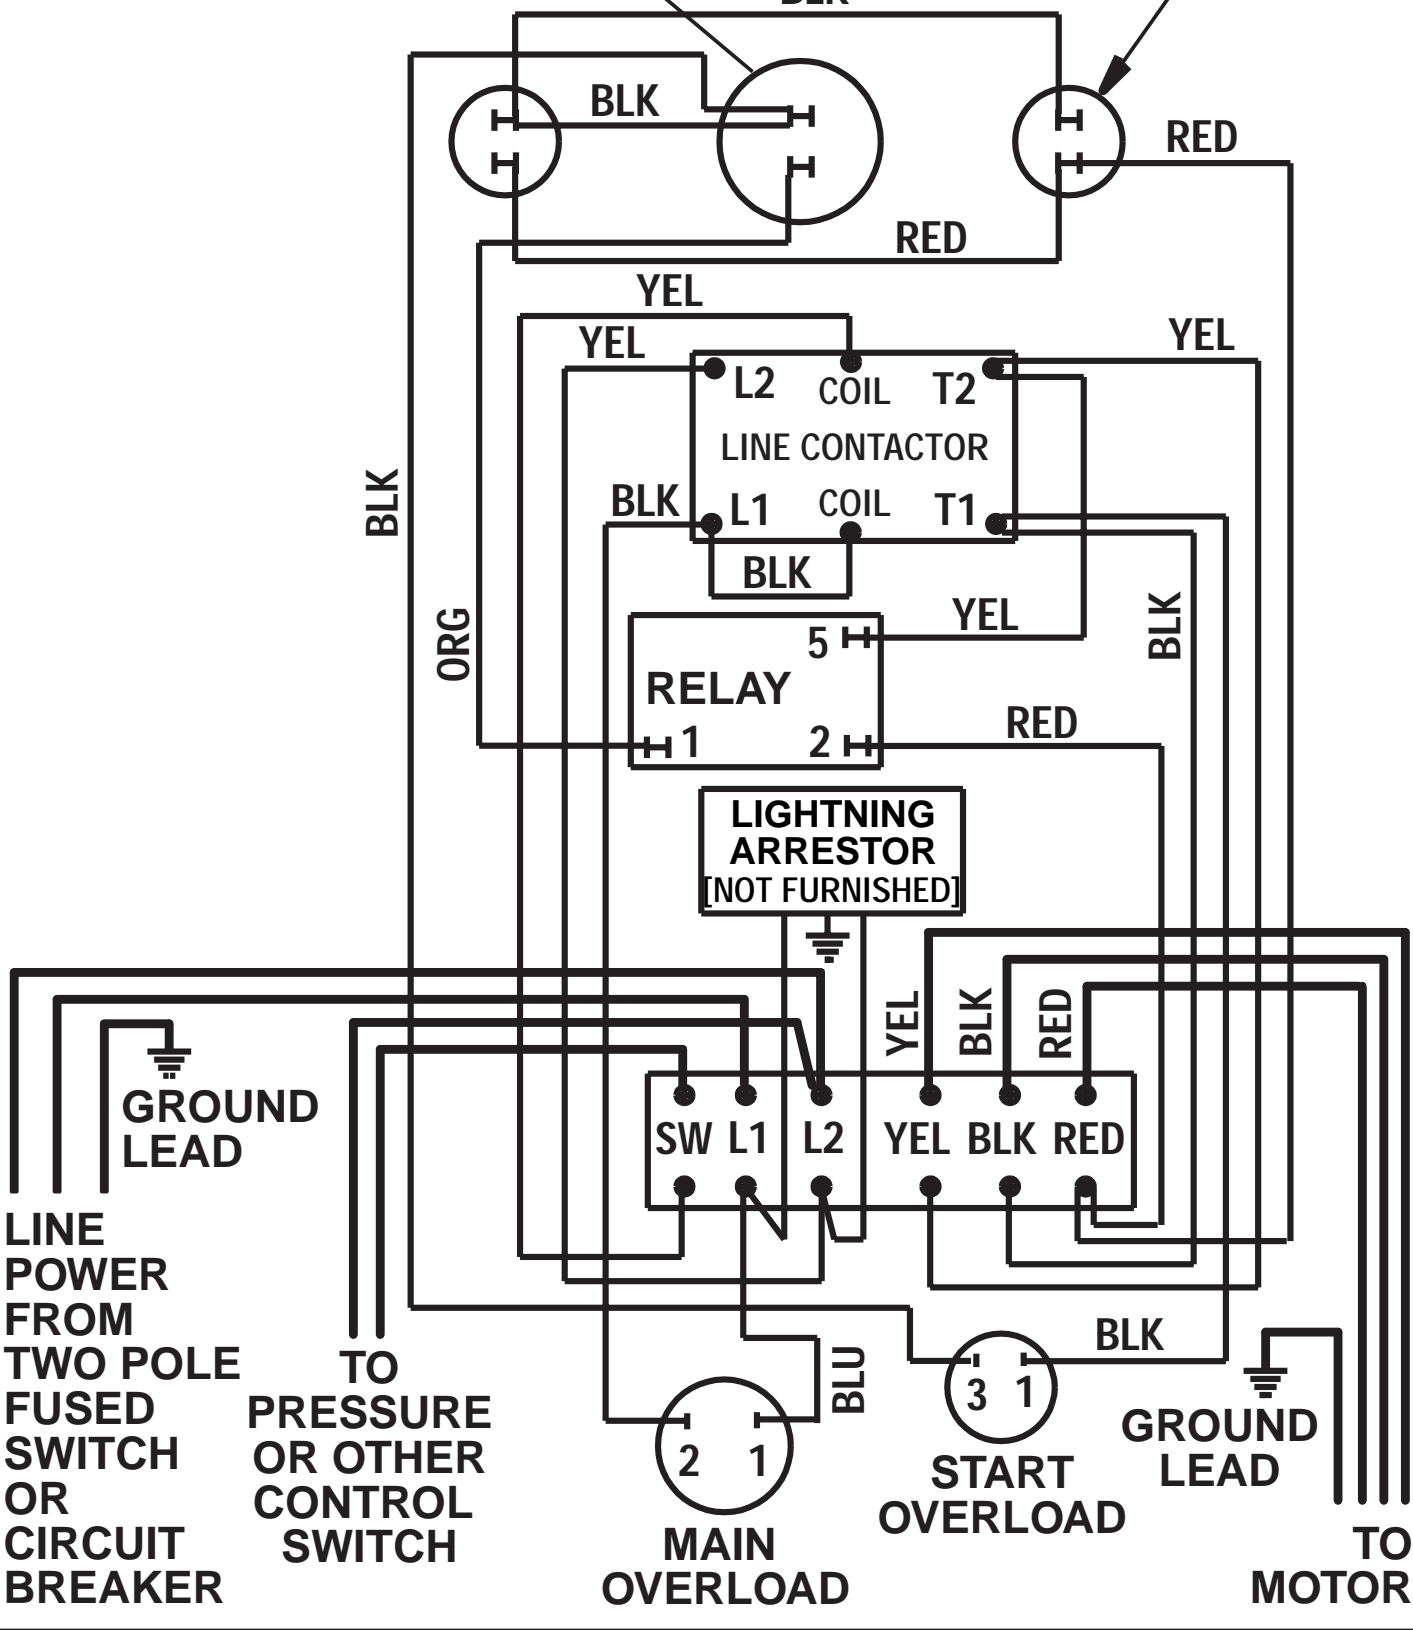 BLK
BLK
RED
RED
YEL
YEL
YEL
L2
COIL
T2
LINE CONTACTOR
BLK
BLK
L1
COIL
T1
BLK
ORG
5
YEL
BLK
RELAY
1
2
RED
LIGHTNING
ARRESTOR
[NOT FURNISHED]
YEL
BLK
RED
GROUND
LEAD
SW
L1
L2
YEL
BLK
RED
LINE
POWER
FROM
TWO POLE
FUSED
SWITCH
OR
CIRCUIT
BREAKER
TO
PRESSURE
OR OTHER
CONTROL
SWITCH
BLU
2
1
MAIN
OVERLOAD
BLK
3
1
START
OVERLOAD
GROUND
LEAD
TO
MOTOR